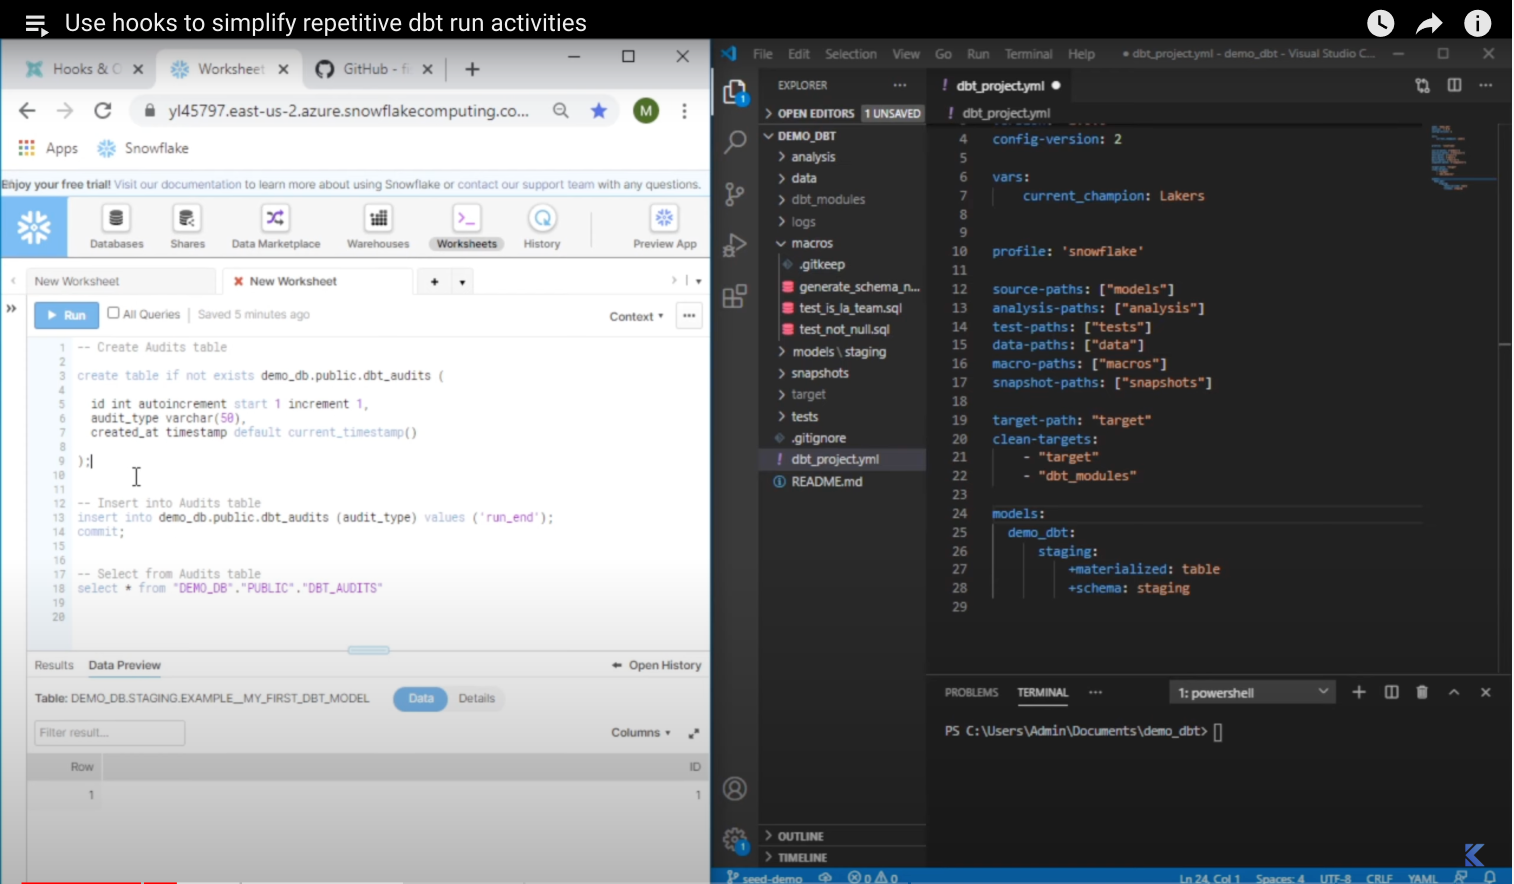 Use hooks to simplify repetitive dbt run activities
Hooks & C
Worksheet
GitHub - fi
yl45797.east-us-2.azure.snowflakecomputing.co...
M
Apps
Snowflake
Enjoy your free trial! Visit our documentation to learn more about using Snowflake or contact our support team with any questions.
Databases
Shares
Data Marketplace
Warehouses
Worksheets
History
Preview App
New Worksheet
New Worksheet
Run
All Queries
Saved 5 minutes ago
Context
1 -- Create Audits table
2
3 create table if not exists demo_db.public.dbt_audits (
4
5 id int autoincrement start 1 increment 1,
6 audit_type varchar(50),
7 created_at timestamp default current_timestamp()
8
9 );
10
11
12 -- Insert into Audits table
13 insert into demo_db.public.dbt_audits (audit_type) values ('run_end');
14 commit;
15
16
17 -- Select from Audits table
18 select * from "DEMO_DB"."PUBLIC"."DBT_AUDITS"
19
20
Results
Data Preview
Open History
Table: DEMO_DB.STAGING.EXAMPLE__MY_FIRST_DBT_MODEL
Data
Details
Filter result...
Columns
Row ID
1 1
File Edit Selection View Go Run Terminal Help
● dbt_project.yml - demo_dbt - Visual Studio C...
1
EXPLORER
OPEN EDITORS 1 UNSAVED
DEMO_DBT
analysis
data
dbt_modules
logs
macros
.gitkeep
generate_schema_n...
test_is_la_team.sql
test_not_null.sql
models \ staging
snapshots
target
tests
.gitignore
! dbt_project.yml
README.md
OUTLINE
TIMELINE
! dbt_project.yml ●
! dbt_project.yml
4 config-version: 2
5
6 vars:
7 current_champion: Lakers
8
9
10 profile: 'snowflake'
11
12 source-paths: ["models"]
13 analysis-paths: ["analysis"]
14 test-paths: ["tests"]
15 data-paths: ["data"]
16 macro-paths: ["macros"]
17 snapshot-paths: ["snapshots"]
18
19 target-path: "target"
20 clean-targets:
21 - "target"
22 - "dbt_modules"
23
24 models:
25 demo_dbt:
26 staging:
27 +materialized: table
28 +schema: staging
29
PROBLEMS
TERMINAL
1: powershell
PS C:\Users\Admin\Documents\demo_dbt>
1
seed-demo
0 0
Ln 24, Col 1 Spaces: 4 UTF-8 CRLF YAML